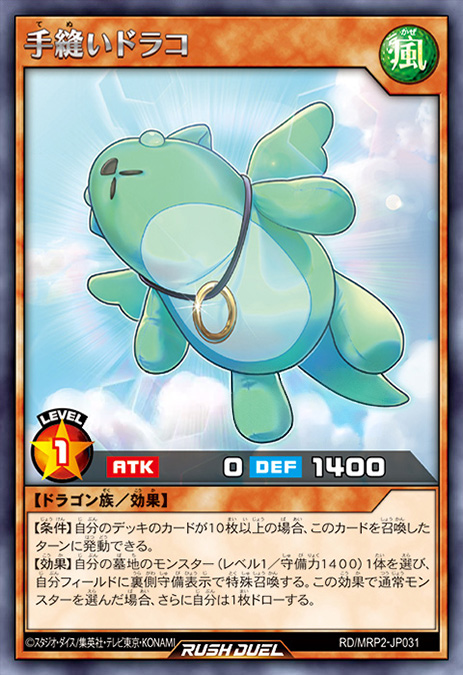 手縫いドラコ
風
LEVEL
1
ATK 0 DEF 1400
【ドラゴン族／効果】
【条件】自分のデッキのカードが10枚以上の場合、このカードを召喚した
ターンに発動できる。
【効果】自分の墓地のモンスター(レベル1／守備力1400)1体を選び、
自分フィールドに裏側守備表示で特殊召喚する。この効果で通常モン
スターを選んだ場合、さらに自分は1枚ドローする。
©スタジオ・ダイス/集英社・テレビ東京・KONAMI
RUSH DUEL
RD/MRP2-JP031